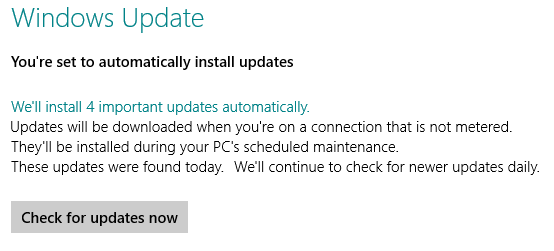 Windows Update
You're set to automatically install updates
We'll install 4 important updates automatically.
Updates will be downloaded when you're on a connection that is not metered.
They'll be installed during your PC's scheduled maintenance.
These updates were found today. We'll continue to check for newer updates daily.
Check for updates now